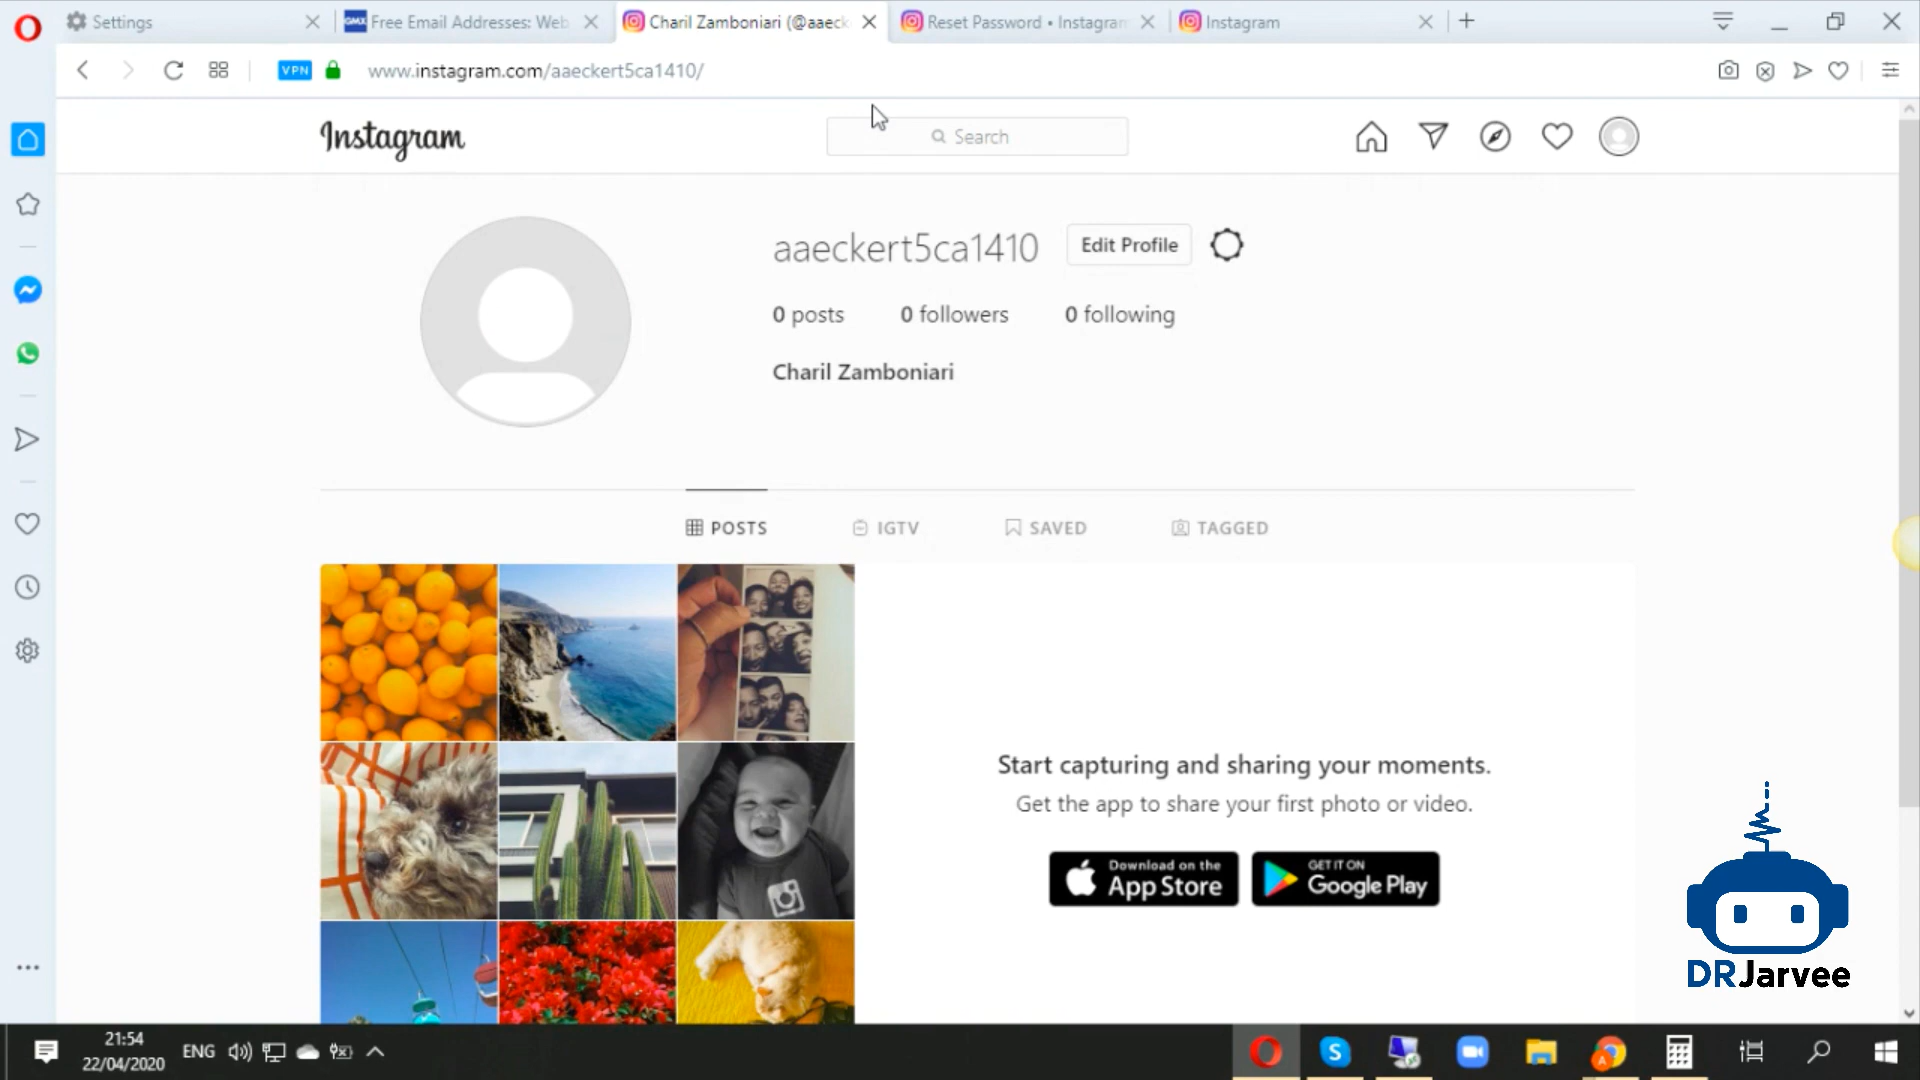 Settings
Free Email Addresses: Web
Charil Zamboniari (@aaeck
Reset Password • Instagram
Instagram
VPN
www.instagram.com/aaeckert5ca1410/
Instagram
Search
aaeckert5ca1410
Edit Profile
0 posts 0 followers 0 following
Charil Zamboniari
POSTS IGTV SAVED TAGGED
Start capturing and sharing your moments.
Get the app to share your first photo or video.
Download on the
App Store
GET IT ON
Google Play
DRJarvee
21:54
22/04/2020
ENG